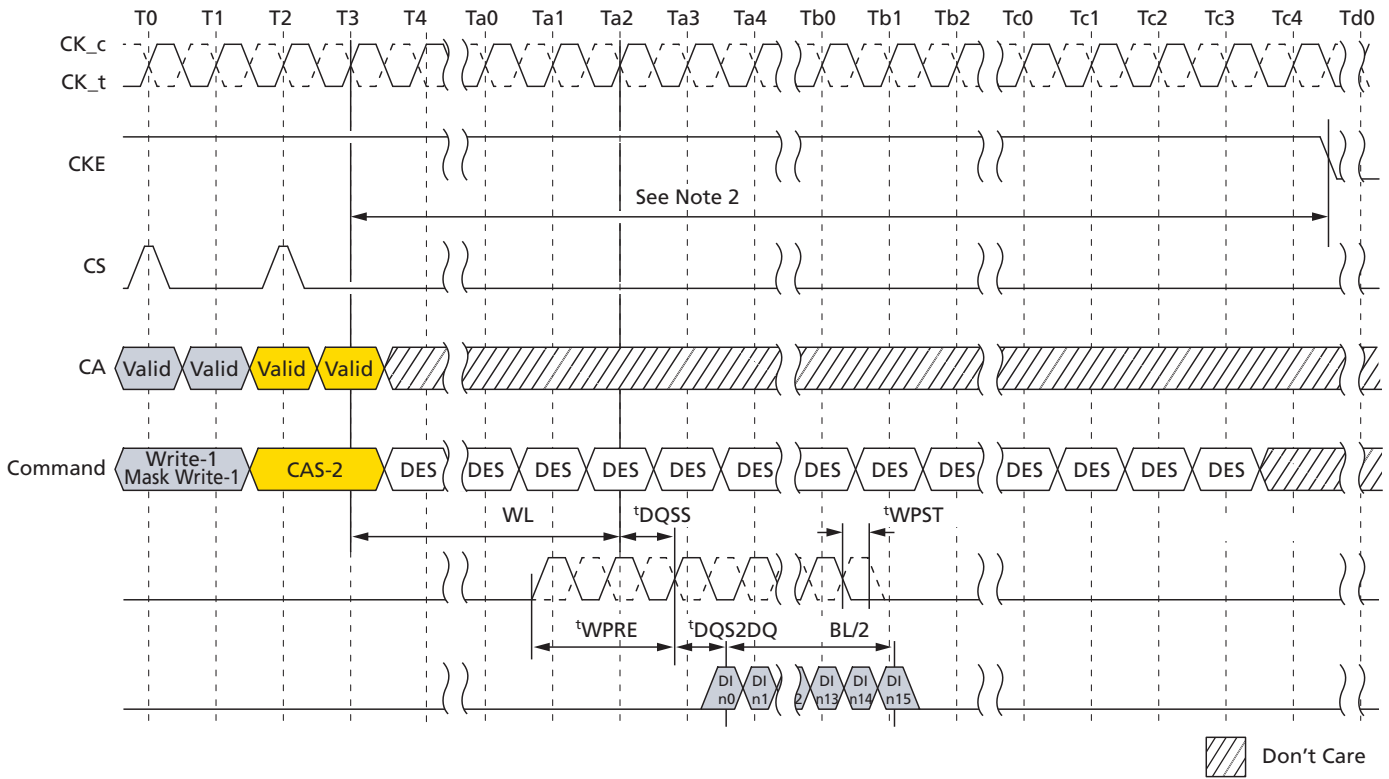 T0 T1 T2 T3 T4 Ta0 Ta1 Ta2 Ta3 Ta4 Tb0 Tb1 Tb2 Tc0 Tc1 Tc2 Tc3 Tc4 Td0
CK_c
CK_t
CKE
See Note 2
CS
CA Valid Valid Valid Valid
Command Write-1 Mask Write-1 CAS-2 DES DES DES DES DES DES DES DES DES DES DES DES DES
WL tDQSS tWPST
tWPRE tDQS2DQ BL/2
DI n0 DI n1 2 DI n13 DI n14 DI n15
Don't Care